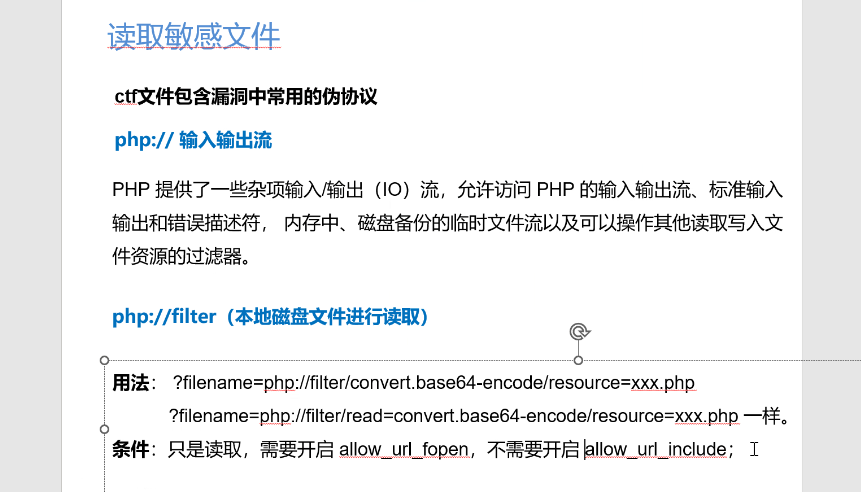 读取敏感文件
ctf文件包含漏洞中常用的伪协议
php:// 输入输出流
PHP 提供了一些杂项输入/输出（IO）流，允许访问 PHP 的输入输出流、标准输入
输出和错误描述符， 内存中、磁盘备份的临时文件流以及可以操作其他读取写入文
件资源的过滤器。
php://filter（本地磁盘文件进行读取）
用法： ?filename=php://filter/convert.base64-encode/resource=xxx.php
?filename=php://filter/read=convert.base64-encode/resource=xxx.php 一样。
条件：只是读取，需要开启 allow_url_fopen，不需要开启 allow_url_include；